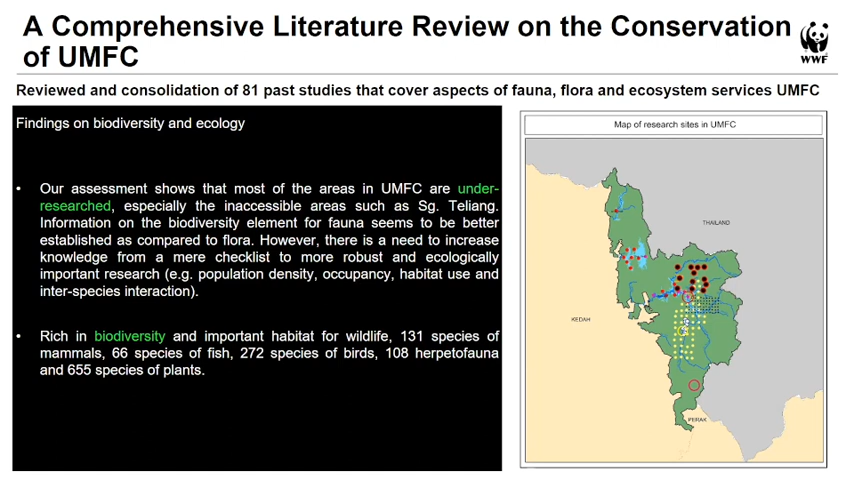 A Comprehensive Literature Review on the Conservation
of UMFC
WWF
Reviewed and consolidation of 81 past studies that cover aspects of fauna, flora and ecosystem services UMFC
Findings on biodiversity and ecology
• Our assessment shows that most of the areas in UMFC are under-
researched, especially the inaccessible areas such as Sg. Teliang.
Information on the biodiversity element for fauna seems to be better
established as compared to flora. However, there is a need to increase
knowledge from a mere checklist to more robust and ecologically
important research (e.g. population density, occupancy, habitat use and
inter-species interaction).
• Rich in biodiversity and important habitat for wildlife, 131 species of
mammals, 66 species of fish, 272 species of birds, 108 herpetofauna
and 655 species of plants.
Map of research sites in UMFC
THAILAND
KEDAH
PERAK